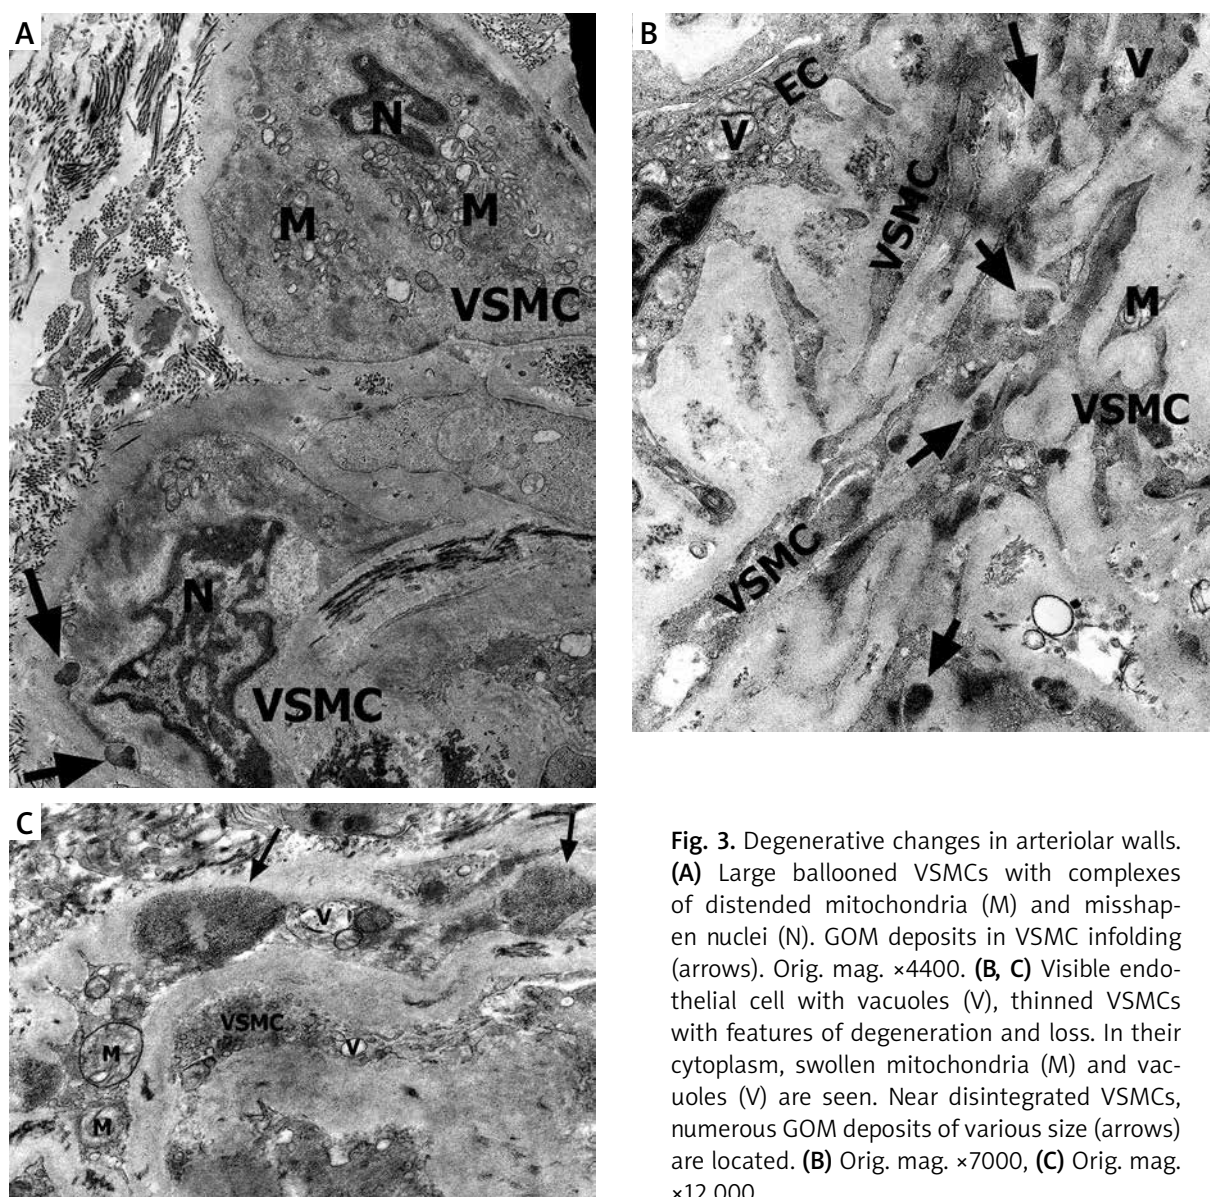 A
N
M
M
VSMC
N
VSMC
B
V
EC
V
VSMC
M
VSMC
VSMC
C
V
VSMC
V
M
M
Fig. 3. Degenerative changes in arteriolar walls.
(A) Large ballooned VSMCs with complexes
of distended mitochondria (M) and misshap-
en nuclei (N). GOM deposits in VSMC infolding
(arrows). Orig. mag. ×4400. (B, C) Visible endo-
thelial cell with vacuoles (V), thinned VSMCs
with features of degeneration and loss. In their
cytoplasm, swollen mitochondria (M) and vac-
uoles (V) are seen. Near disintegrated VSMCs,
numerous GOM deposits of various size (arrows)
are located. (B) Orig. mag. ×7000, (C) Orig. mag.
×12 000